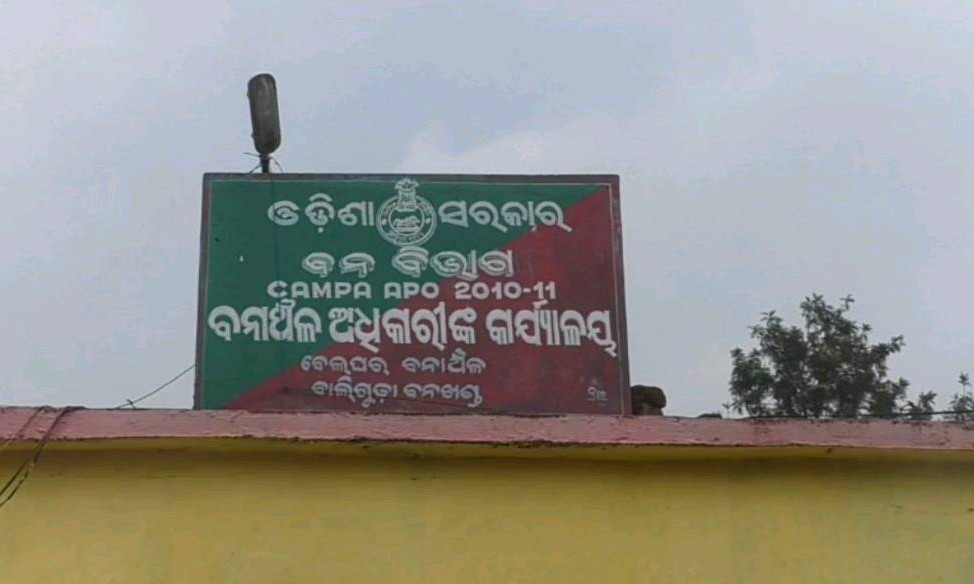 ଓଡ଼ିଶା ସରକାର
ବନ ବିଭାଗ
CAMPA APO 2010-11
ବନାଞ୍ଚଳ ଅଧିକାରୀଙ୍କ କାର୍ଯ୍ୟାଳୟ
ବେଲଘର ବନାଞ୍ଚଳ
ବାଲିଗୁଡ଼ା ବନଖଣ୍ଡ